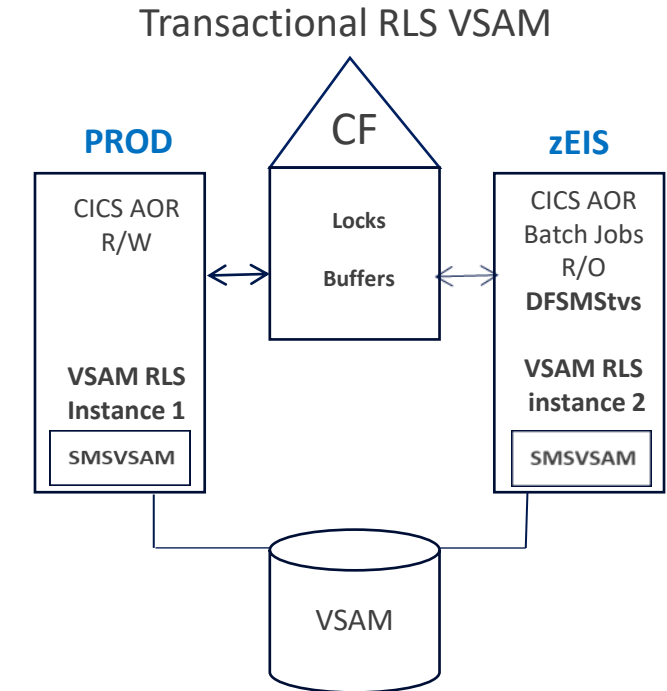 Transactional RLS VSAM
CF
PROD
zEIS
CICS AOR
R/W
VSAM RLS
Instance 1
SMSVSAM
Locks
Buffers
CICS AOR
Batch Jobs
R/O
DFSMStvs
VSAM RLS
instance 2
SMSVSAM
VSAM